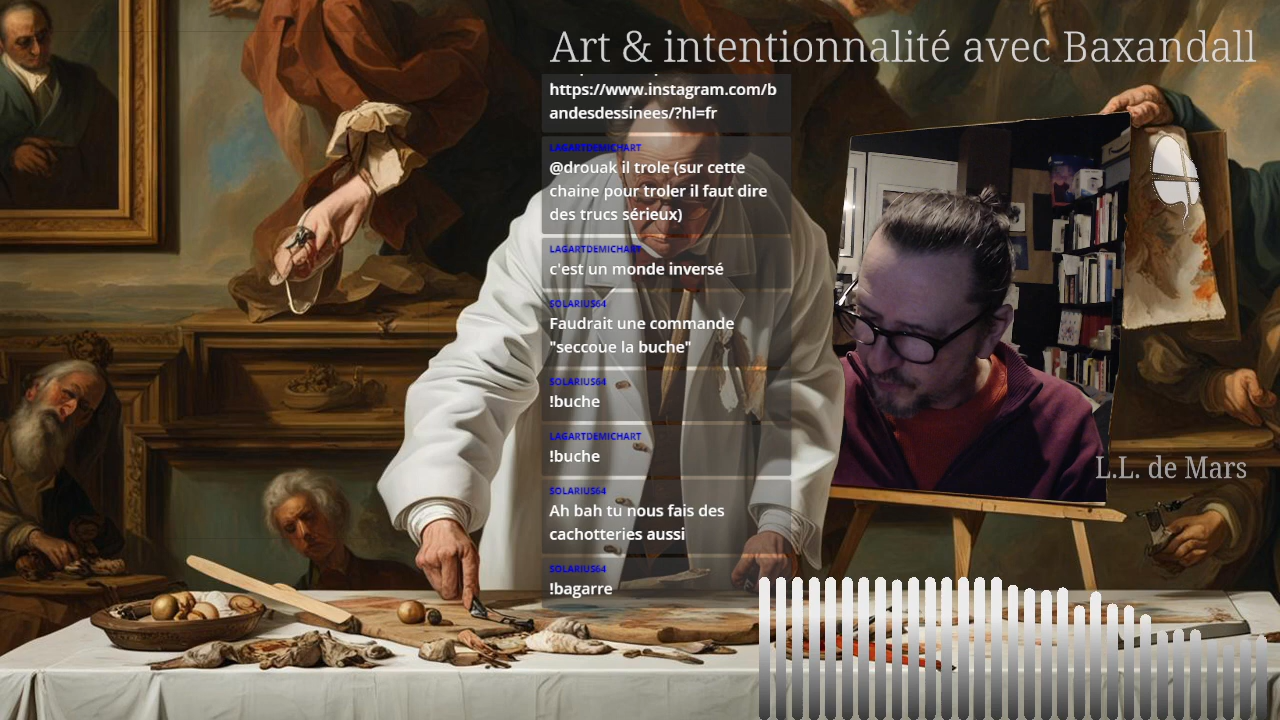 Art & intentionnalité avec Baxandall
https://www.instagram.com/b
andesdessinees/?hl=fr
LAGARTDEMICHART
@drouak il trole (sur cette
chaine pour troler il faut dire
des trucs sérieux)
LAGARTDEMICHART
c'est un monde inversé
SOLARIUS64
Faudrait une commande
"seccoue la buche"
SOLARIUS64
!buche
LAGARTDEMICHART
!buche
SOLARIUS64
Ah bah tu nous fais des
cachotteries aussi
SOLARIUS64
!bagarre
L.L. de Mars